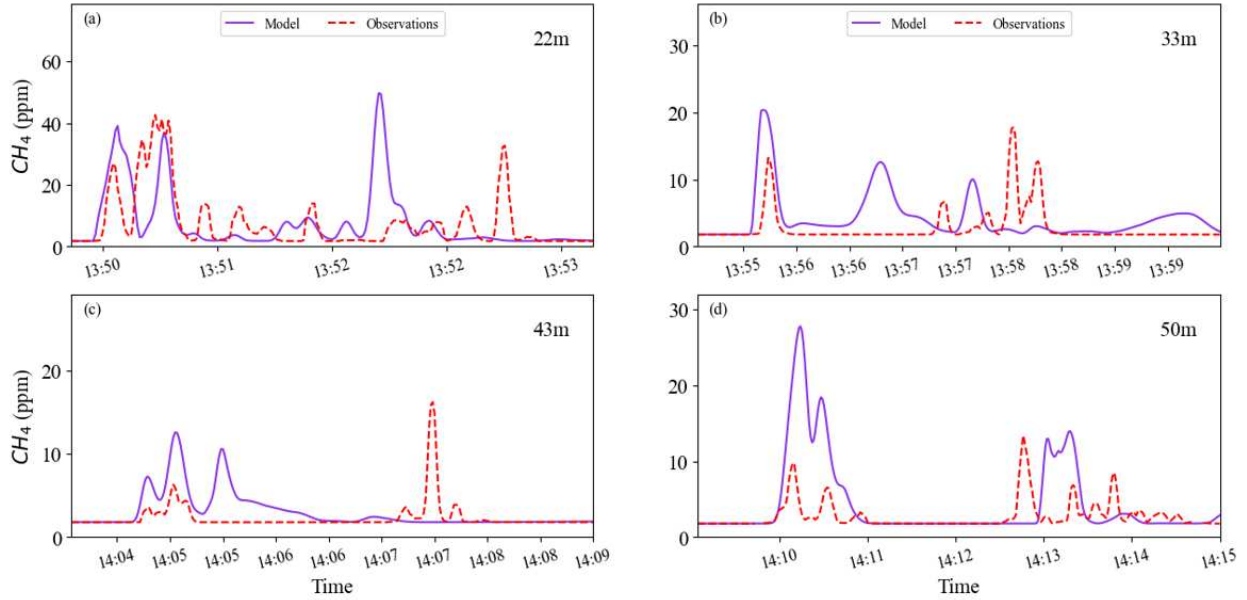 (a) Model Observations 22m
CH4 (ppm)
60
40
20
0
13:50 13:51 13:52 13:52 13:53
(b) Model Observations 33m
30
20
10
0
13:55 13:56 13:56 13:57 13:57 13:58 13:58 13:59 13:59
(c) 43m
CH4 (ppm)
20
10
0
14:04 14:05 14:05 14:06 14:06 14:07 14:07 14:08 14:08 14:09
Time
(d) 50m
30
20
10
0
14:10 14:11 14:12 14:13 14:14 14:15
Time